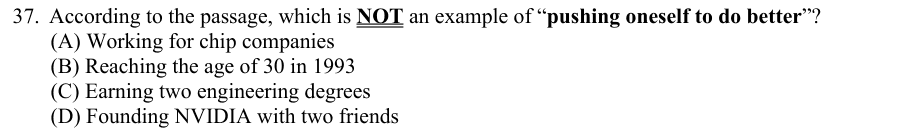 37. According to the passage, which is NOT an example of “pushing oneself to do better”?
(A) Working for chip companies
(B) Reaching the age of 30 in 1993
(C) Earning two engineering degrees
(D) Founding NVIDIA with two friends